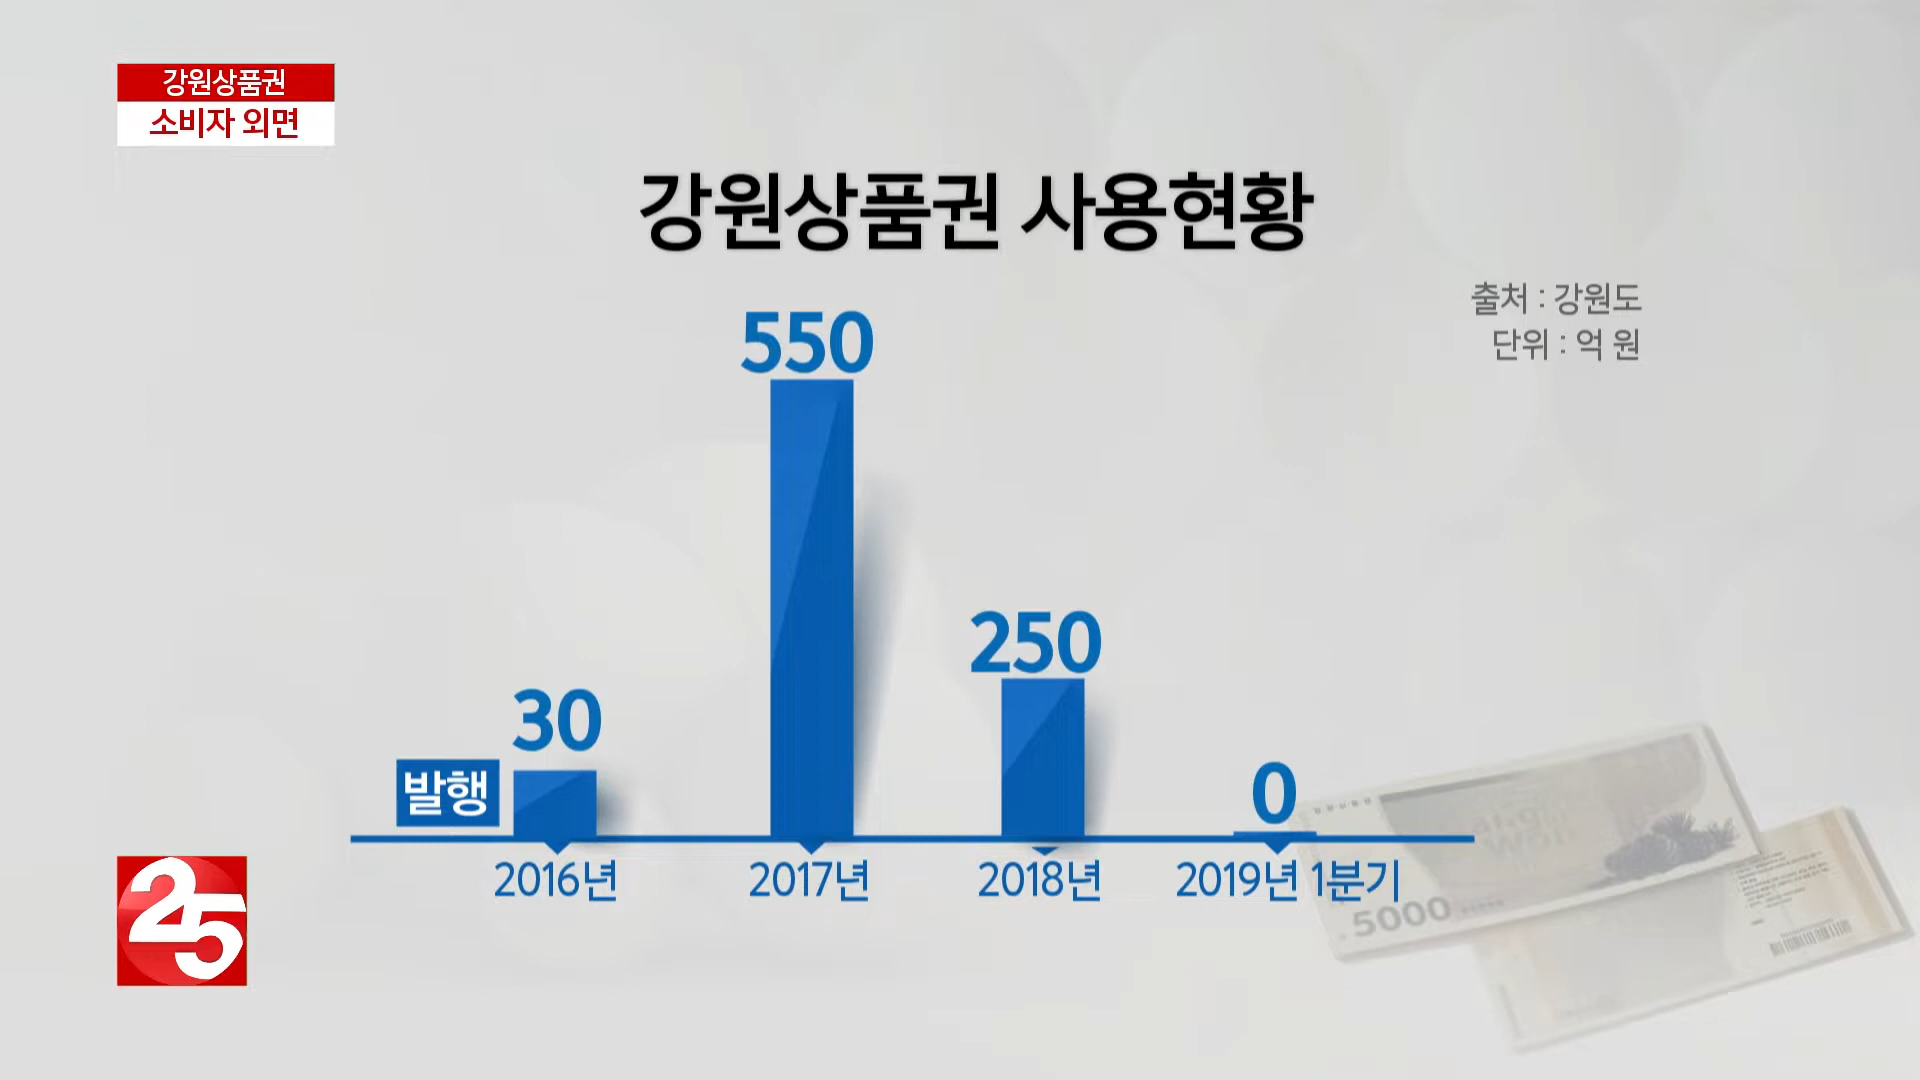 강원상품권
소비자 외면
강원상품권 사용현황
출처 : 강원도
단위 : 억 원
550
250
30
0
발행
2016년
2017년
2018년
2019년 1분기
5000
25